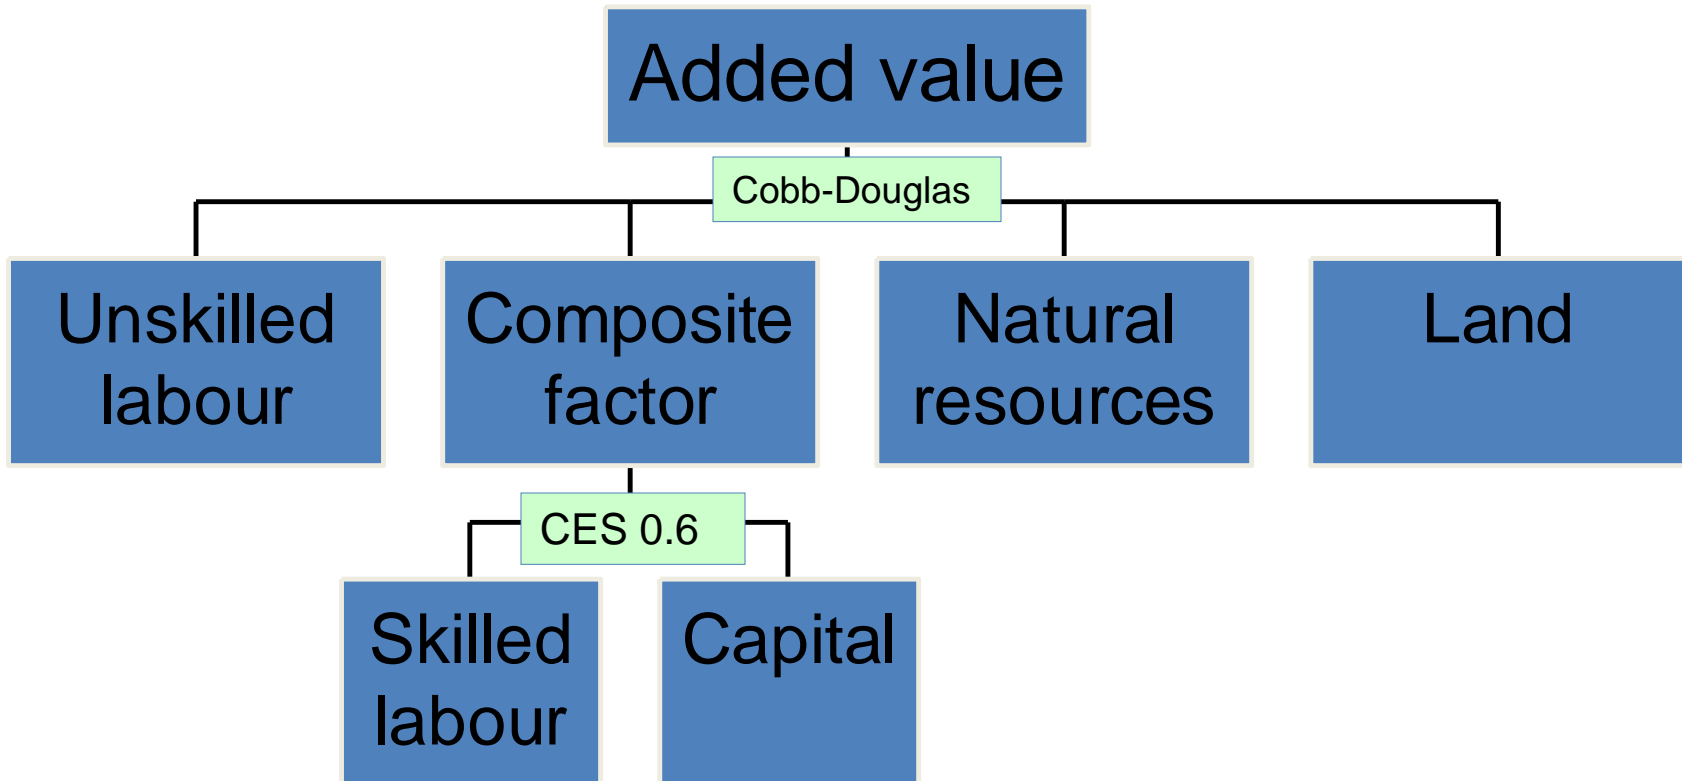 Added value
Cobb-Douglas
Unskilled
labour
Composite
factor
Natural
resources
Land
CES 0.6
Skilled
labour
Capital